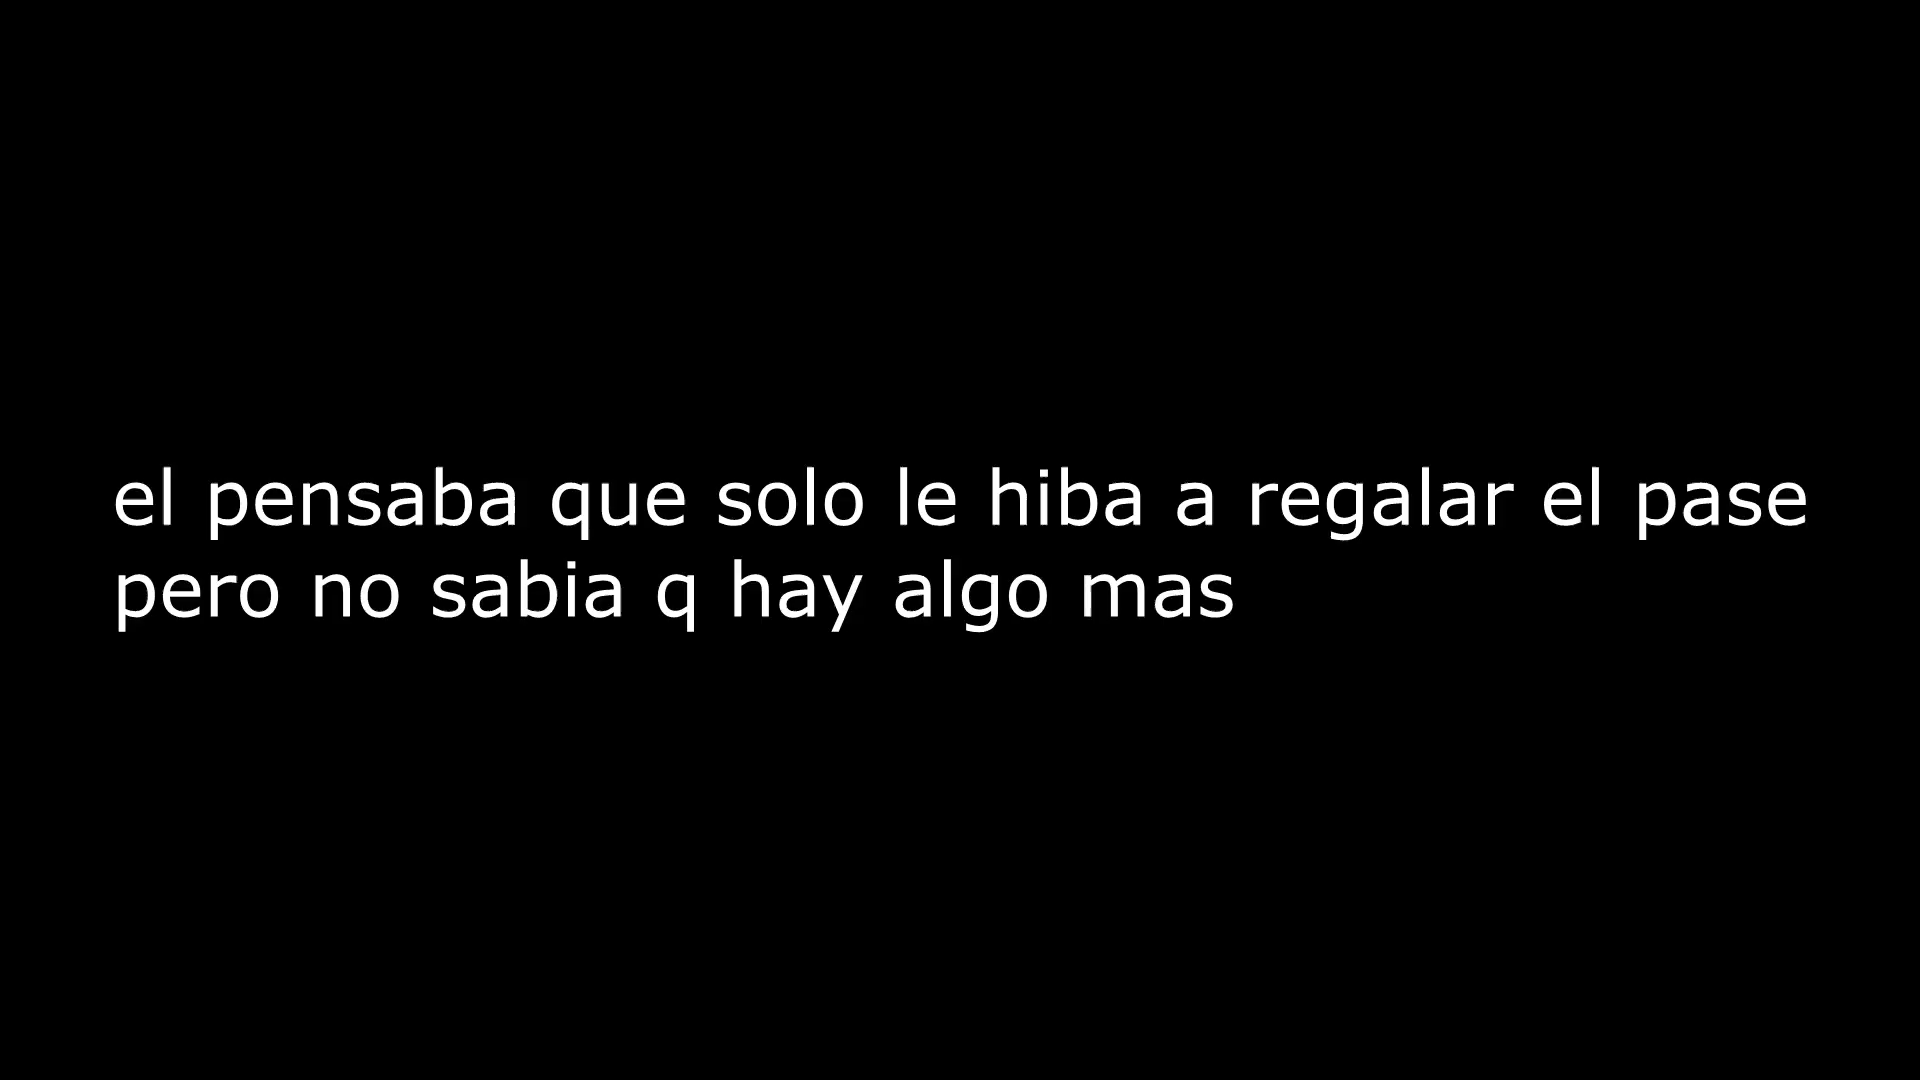 el pensaba que solo le hiba a regalar el pase
pero no sabia q hay algo mas